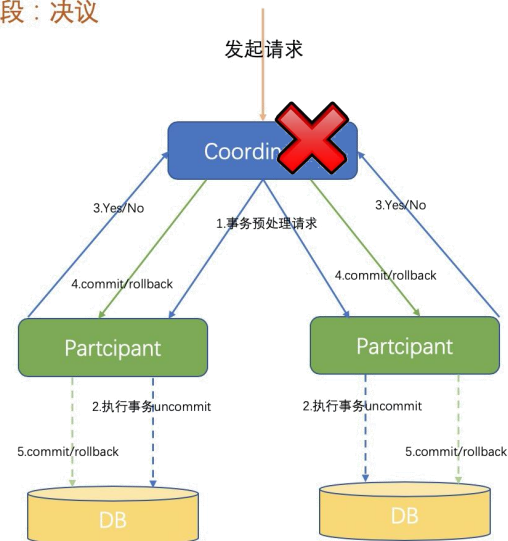 段：决议
发起请求
Coordin
3.Yes/No
3.Yes/No
1.事务预处理请求
4.commit/rollback
4.commit/rollback
Partcipant
Partcipant
2.执行事务uncommit
2.执行事务uncommit
5.commit/rollback
5.commit/rollback
DB
DB